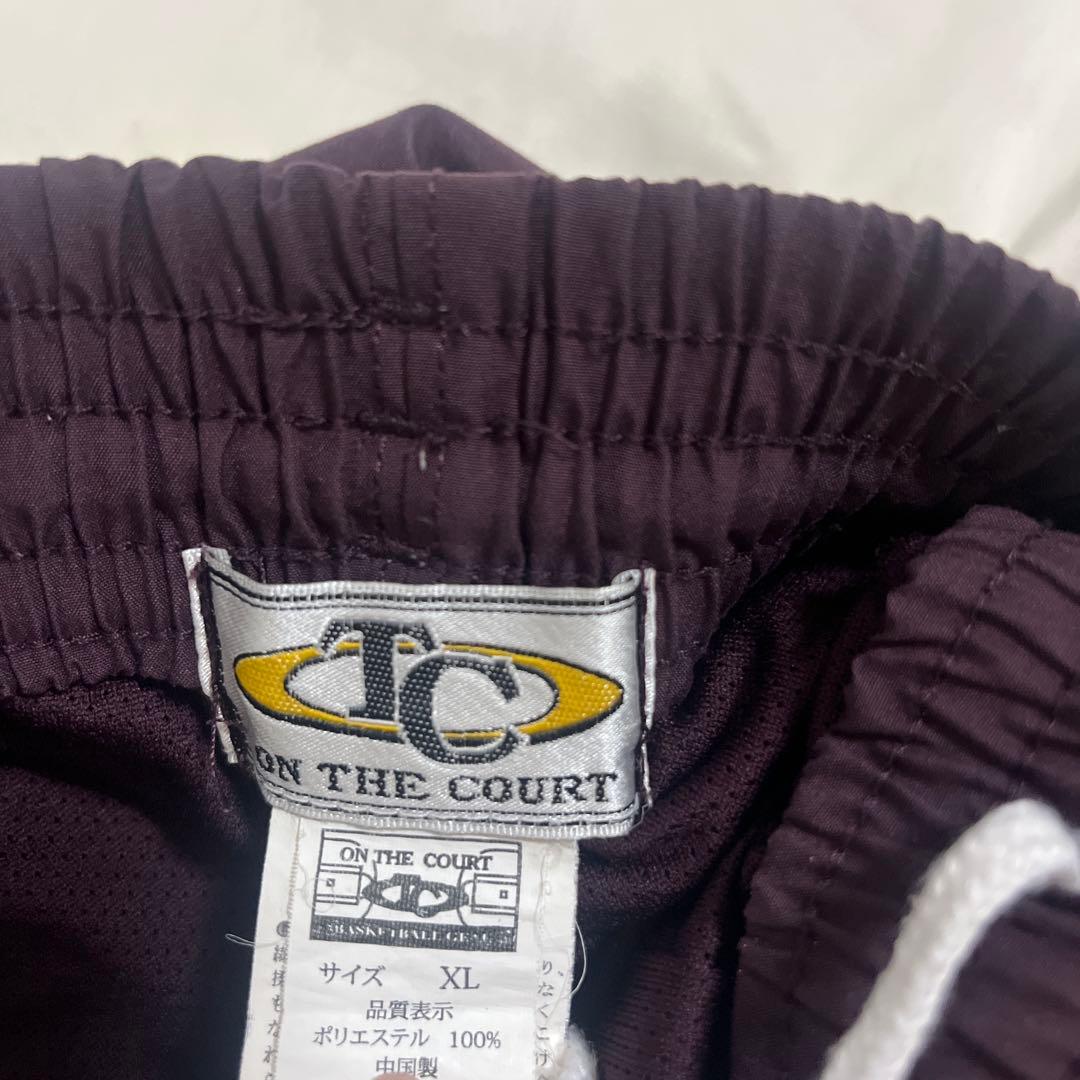 TC
ON THE COURT
ON THE COURT
TC
BASKETBALL GEAR
サイズ XL
品質表示
ポリエステル 100%
中国製